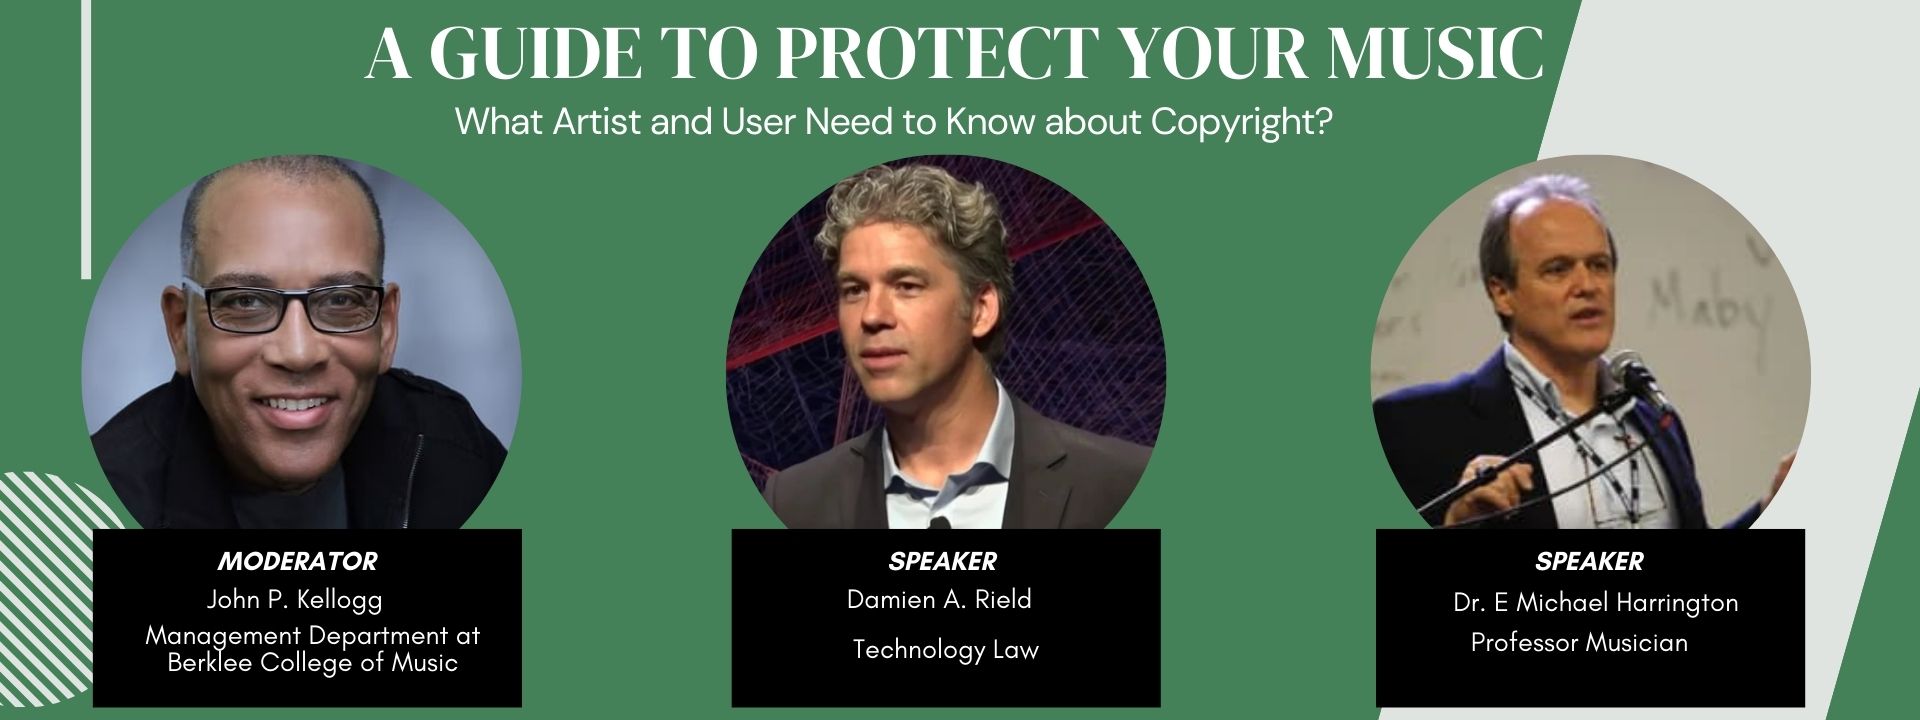 A GUIDE TO PROTECT YOUR MUSIC
What Artist and User Need to Know about Copyright?
Maby
MODERATOR
John P. Kellogg
Management Department at
Berklee College of Music
SPEAKER
Damien A. Rield
Technology Law
SPEAKER
Dr. E Michael Harrington
Professor Musician